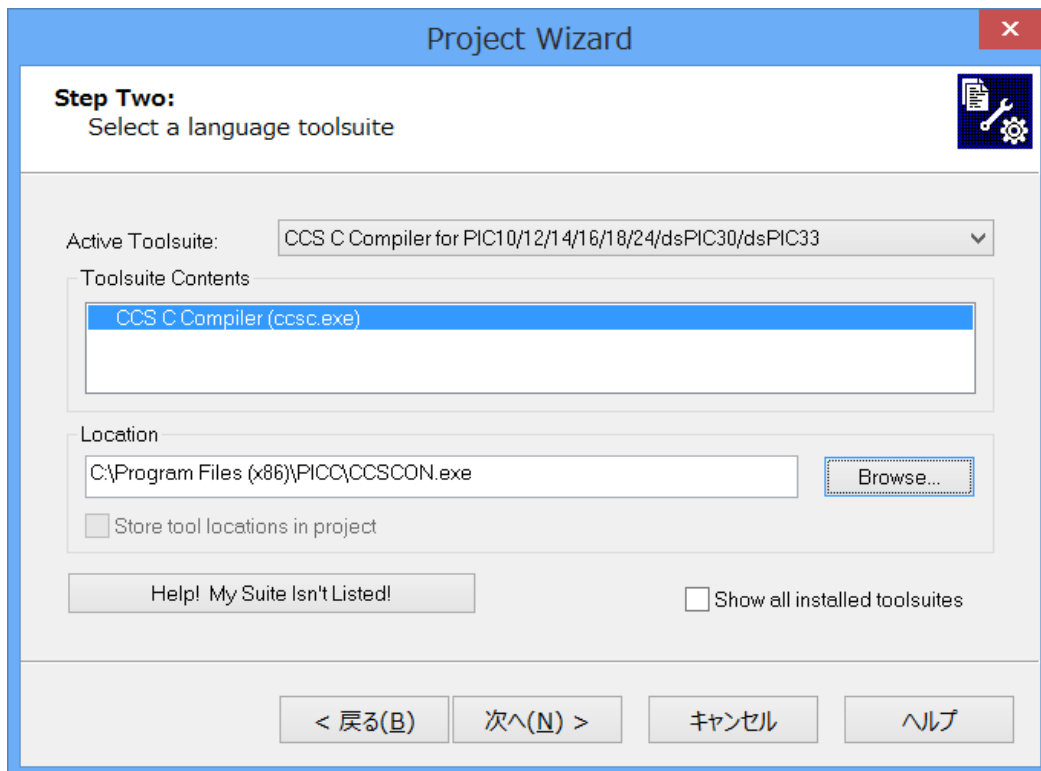 Project Wizard
Step Two:
Select a language toolsuite
Active Toolsuite:
CCS C Compiler for PIC10/12/14/16/18/24/dsPIC30/dsPIC33
Toolsuite Contents
CCS C Compiler (ccsc.exe)
Location
C:\Program Files (x86)\PICC\CCSCON.exe
Browse...
Store tool locations in project
Help! My Suite Isn't Listed!
Show all installed toolsuites
< 戻る(B)
次へ(N) >
キャンセル
ヘルプ